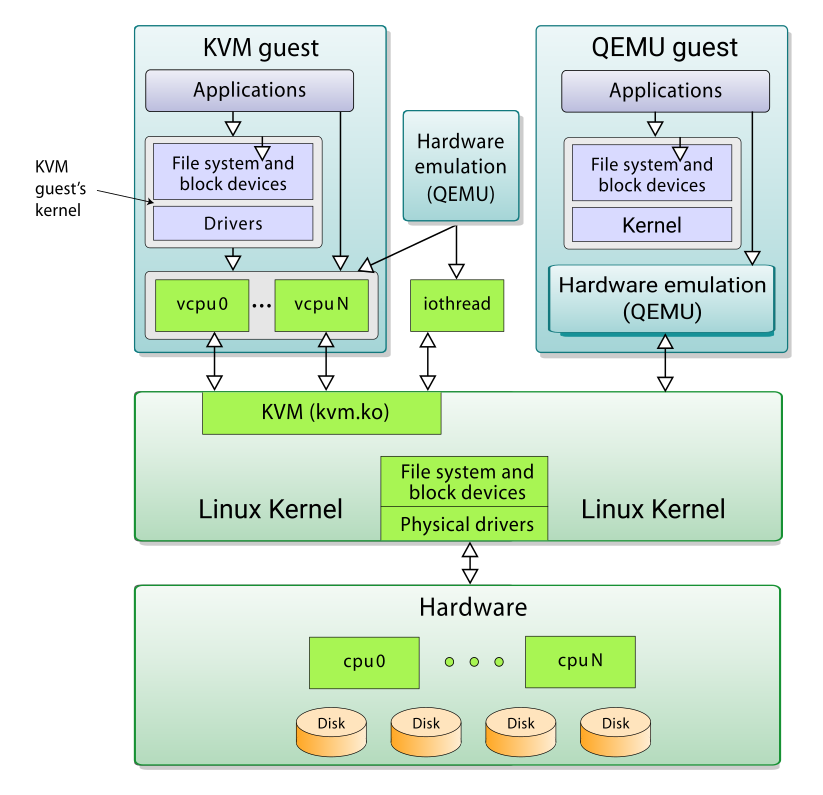 KVM guest
Applications
File system and
block devices
Drivers
vcpu0
...
vcpuN
KVM
guest's
kernel
Hardware
emulation
(QEMU)
iothread
QEMU guest
Applications
File system and
block devices
Kernel
Hardware emulation
(QEMU)
KVM (kvm.ko)
File system and
block devices
Physical drivers
Linux Kernel
Linux Kernel
Hardware
cpu0
cpuN
Disk
Disk
Disk
Disk